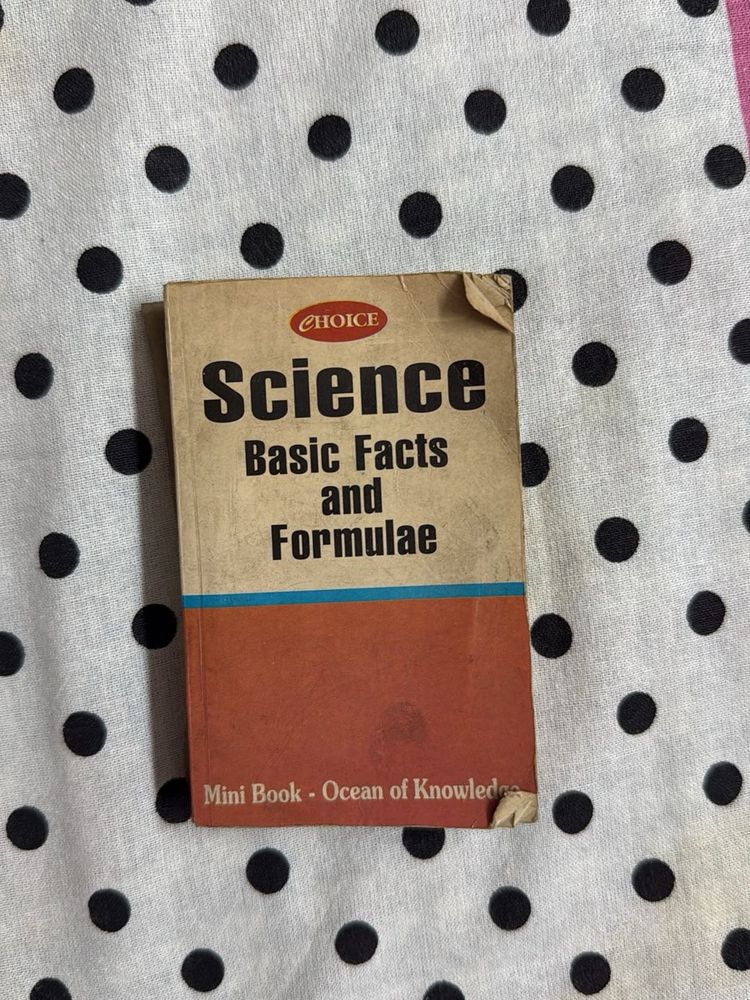 CHOICE
Science
Basic Facts
and
Formulae
Mini Book - Ocean of Knowledge